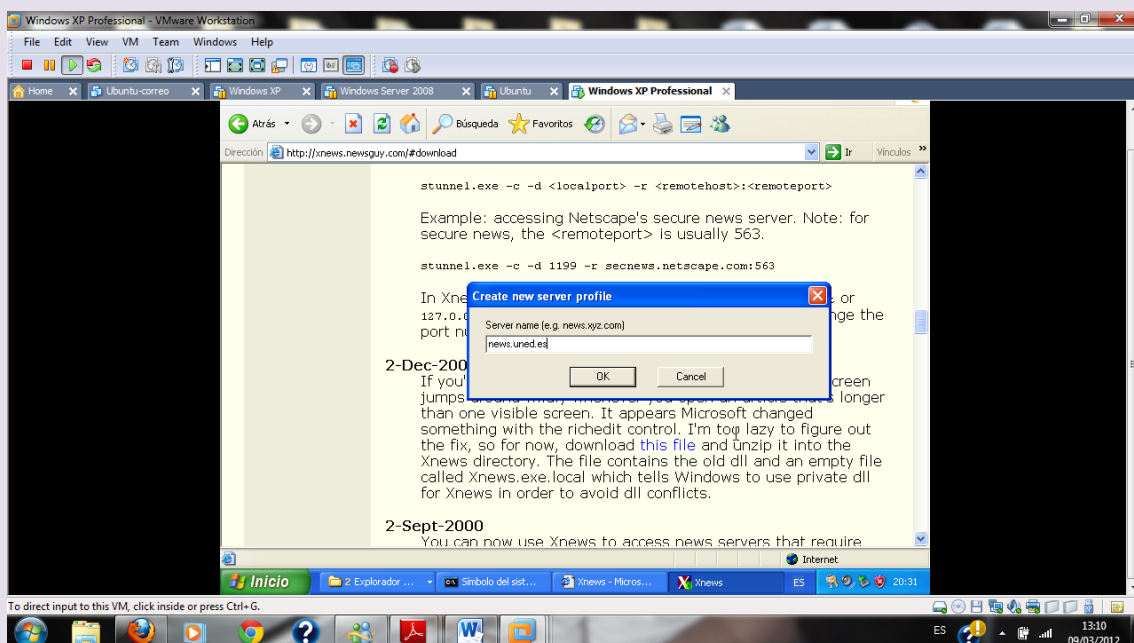 Windows XP Professional - VMware Workstation
File Edit View VM Team Windows Help
Home Ubuntu-correo Windows XP Windows Server 2008 Ubuntu Windows XP Professional
Atrás Búsqueda Favoritos
Dirección http://xnews.newsguy.com/#download Ir Vínculos »
stunnel.exe -c -d <localport> -r <remotehost>:<remoteport>
Example: accessing Netscape's secure news server. Note: for
secure news, the <remoteport> is usually 563.
stunnel.exe -c -d 1199 -r secnews.netscape.com:563
In Xne or
Create new server profile
127.0.0 nge the
Server name (e.g. news.xyz.com)
port nu
news.uned.es
OK Cancel
2-Dec-200
If you' creen
jumps longer
than one visible screen. It appears Microsoft changed
something with the richedit control. I'm too lazy to figure out
the fix, so for now, download this file and unzip it into the
Xnews directory. The file contains the old dll and an empty file
called Xnews.exe.local which tells Windows to use private dll
for Xnews in order to avoid dll conflicts.
2-Sept-2000
You can now use Xnews to access news servers that require
Internet
Inicio 2 Explorador ... Símbolo del sist... Xnews - Micros... Xnews ES 20:31
To direct input to this VM, click inside or press Ctrl+G.
ES 13:10
09/03/2012